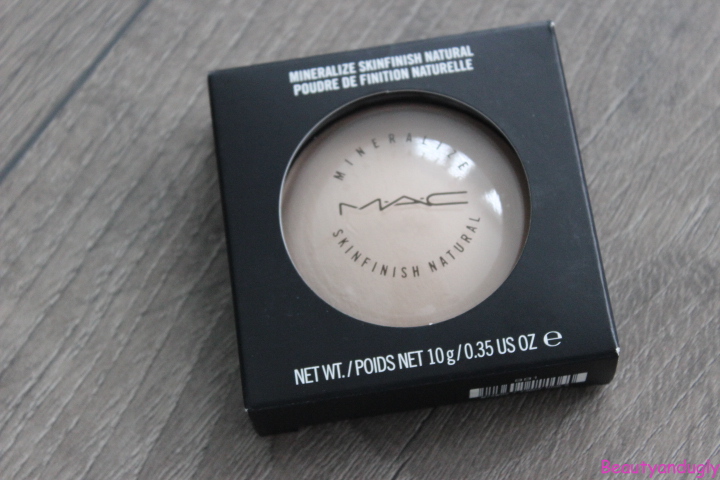 MINERALIZE SKINFINISH NATURAL
POUDRE DE FINITION NATURELLE
MINERALIZE
M·A·C
SKINFINISH NATURAL
NET WT./POIDS NET 10 g/0.35 US OZ e
Beautyandugly